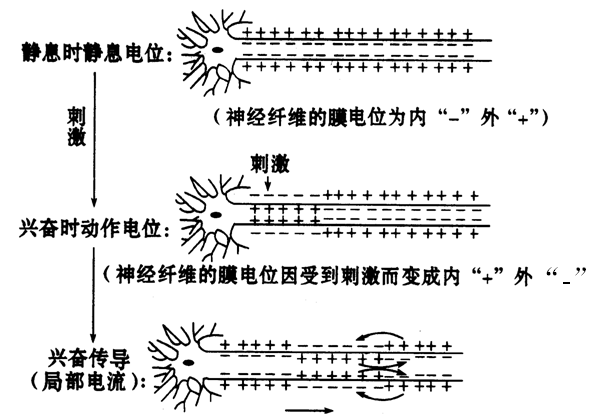 静息时静息电位：
刺激
（神经纤维的膜电位为内“−”外“+”）
刺激
兴奋时动作电位：
（神经纤维的膜电位因受到刺激而变成内“+”外“-”
兴奋传导
（局部电流）：